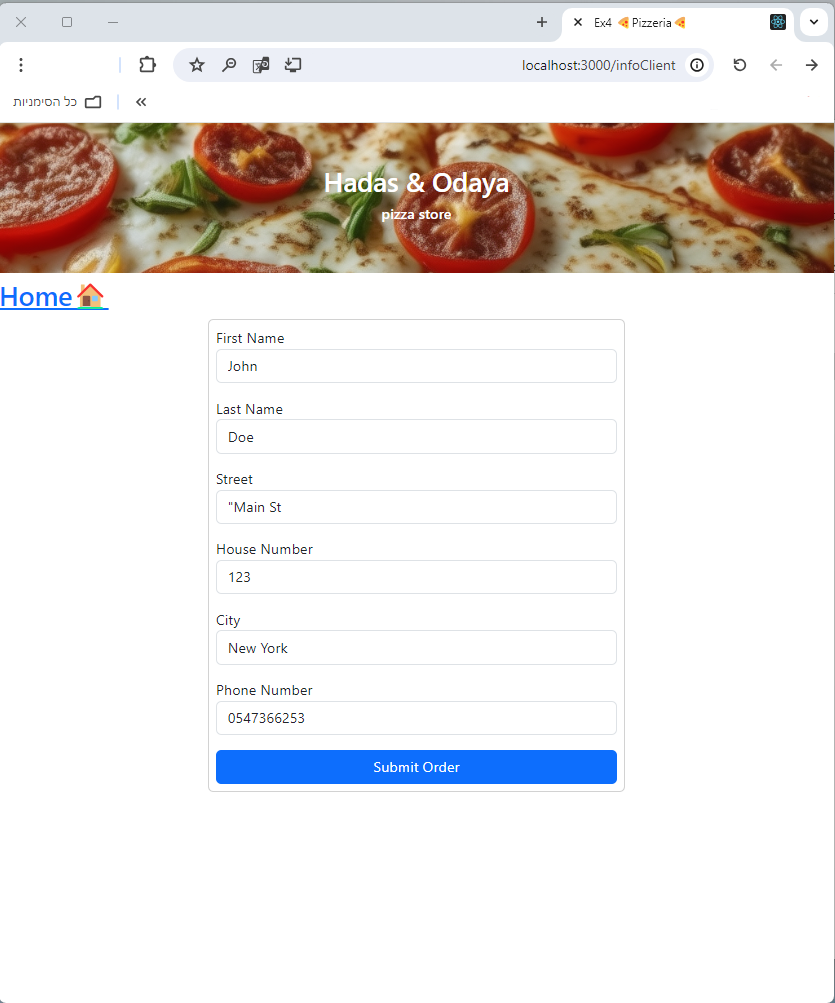 Ex4 🍕Pizzeria🍕
localhost:3000/infoClient
כל הסימניות
Hadas & Odaya
pizza store
Home🏠
First Name
John
Last Name
Doe
Street
"Main St
House Number
123
City
New York
Phone Number
0547366253
Submit Order